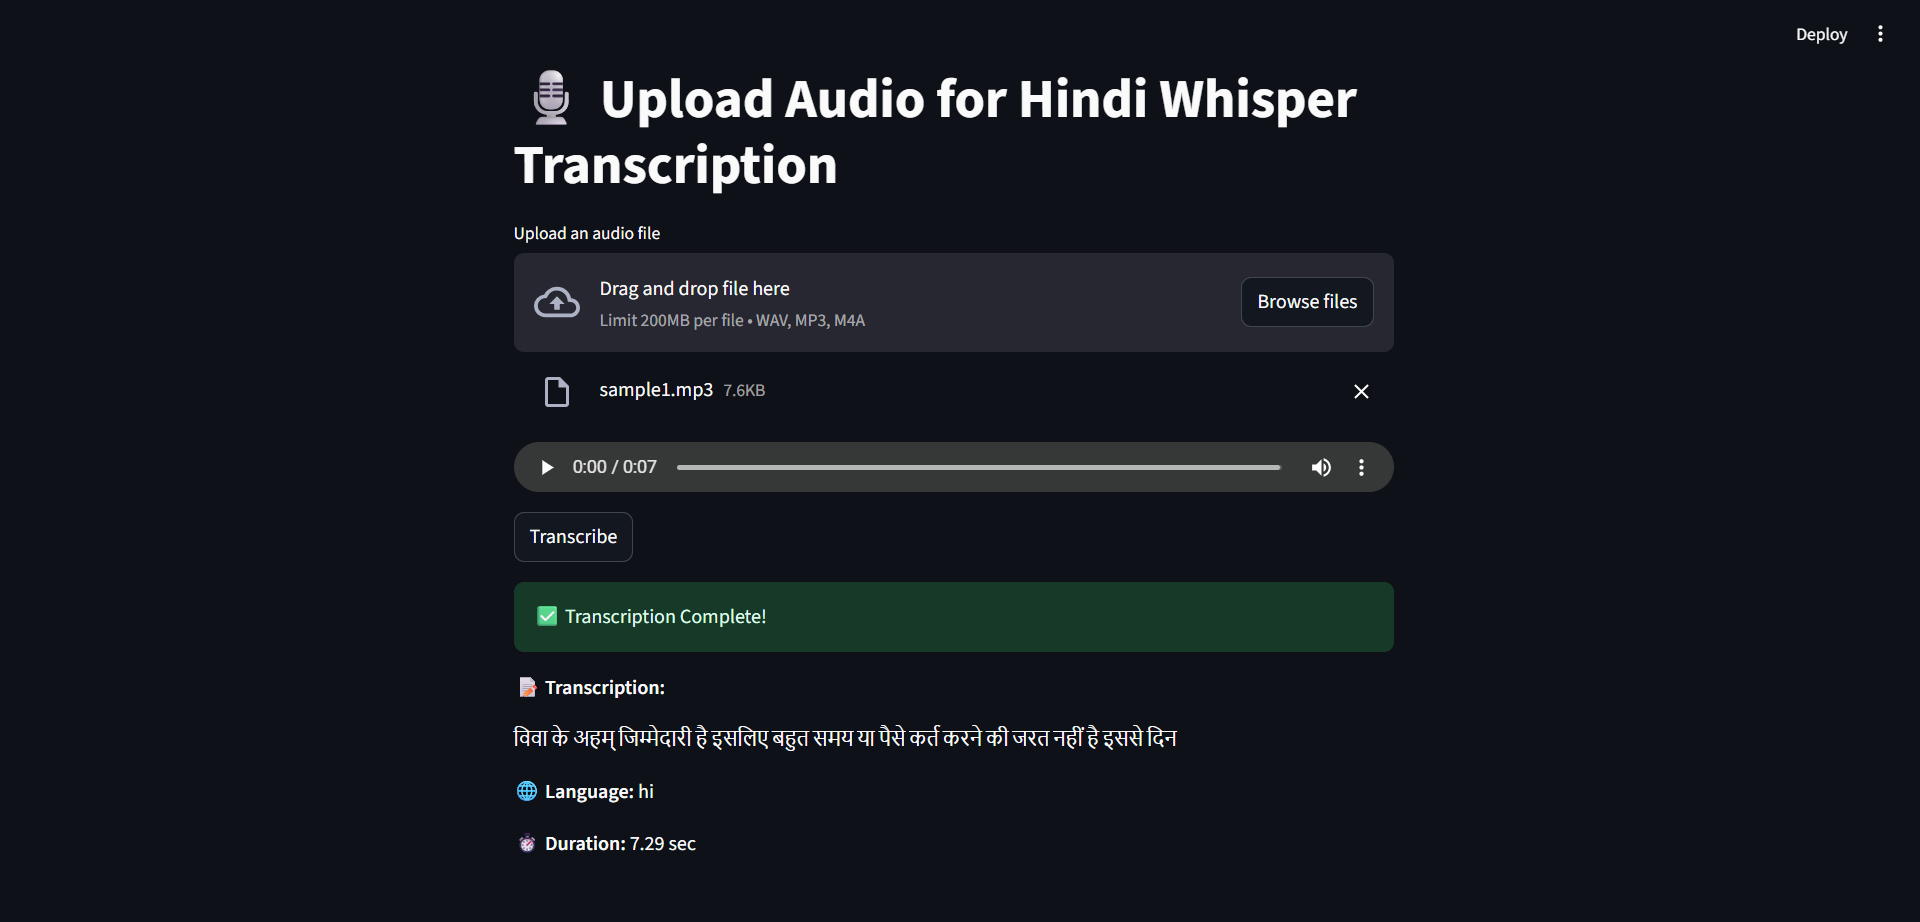 Deploy
Upload Audio for Hindi Whisper
Transcription
Upload an audio file
Drag and drop file here
Limit 200MB per file • WAV, MP3, M4A
Browse files
sample1.mp3 7.6KB
0:00 / 0:07
Transcribe
Transcription Complete!
Transcription:
विवा के अहम् जिम्मेदारी है इसलिए बहुत समय या पैसे कर्त करने की जरत नहीं है इससे दिन
Language: hi
Duration: 7.29 sec